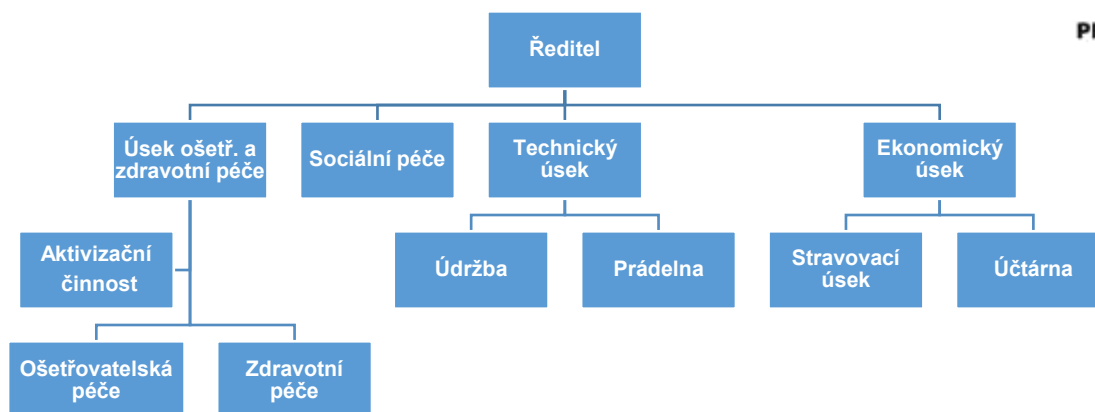 Ředitel
Úsek ošetř. a
zdravotní péče
Sociální péče
Technický
úsek
Ekonomický
úsek
Aktivizační
činnost
Údržba
Prádelna
Stravovací
úsek
Účtárna
Ošetřovatelská
péče
Zdravotní
péče